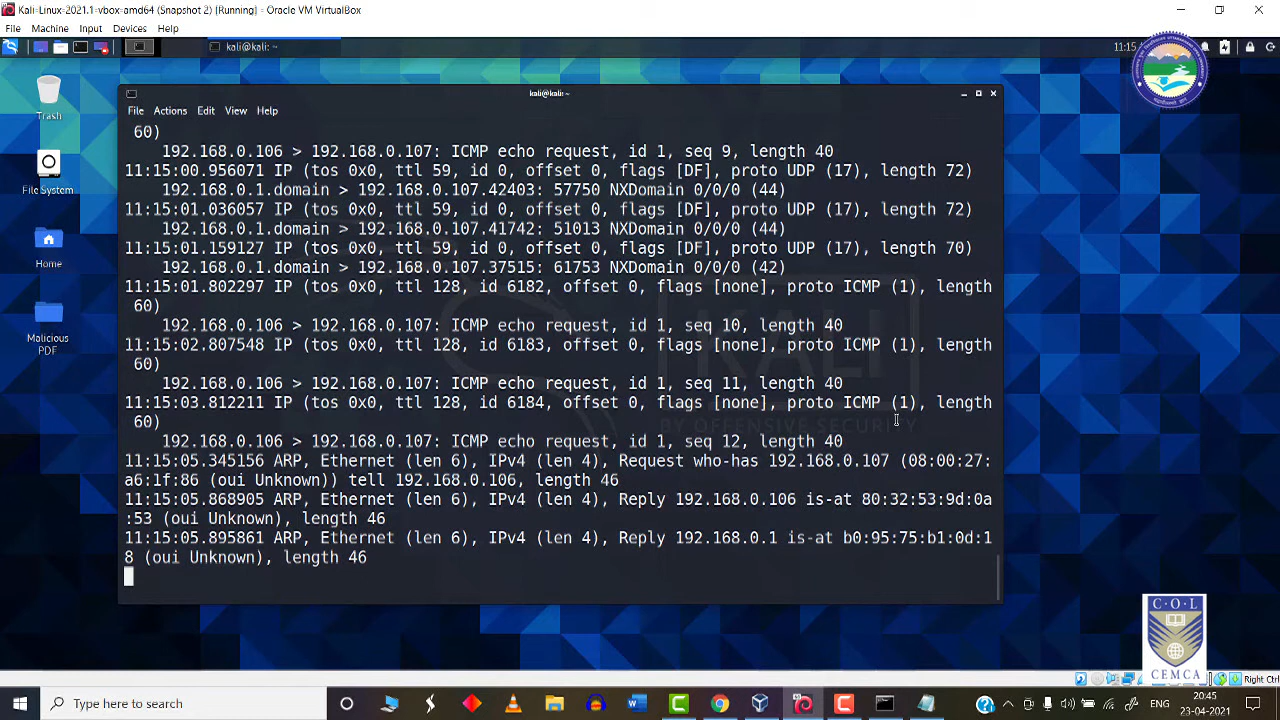 Kali-Linux-2021.1-vbox-amd64 (Snapshot 2) [Running] - Oracle VM VirtualBox
File Machine Input Devices Help
kali@kali: ~
11:15
Trash
File System
Home
Malicious
PDF
kali@kali: ~
File Actions Edit View Help
60)
192.168.0.106 > 192.168.0.107: ICMP echo request, id 1, seq 9, length 40
11:15:00.956071 IP (tos 0x0, ttl 59, id 0, offset 0, flags [DF], proto UDP (17), length 72)
192.168.0.1.domain > 192.168.0.107.42403: 57750 NXDomain 0/0/0 (44)
11:15:01.036057 IP (tos 0x0, ttl 59, id 0, offset 0, flags [DF], proto UDP (17), length 72)
192.168.0.1.domain > 192.168.0.107.41742: 51013 NXDomain 0/0/0 (44)
11:15:01.159127 IP (tos 0x0, ttl 59, id 0, offset 0, flags [DF], proto UDP (17), length 70)
192.168.0.1.domain > 192.168.0.107.37515: 61753 NXDomain 0/0/0 (42)
11:15:01.802297 IP (tos 0x0, ttl 128, id 6182, offset 0, flags [none], proto ICMP (1), length
60)
192.168.0.106 > 192.168.0.107: ICMP echo request, id 1, seq 10, length 40
11:15:02.807548 IP (tos 0x0, ttl 128, id 6183, offset 0, flags [none], proto ICMP (1), length
60)
192.168.0.106 > 192.168.0.107: ICMP echo request, id 1, seq 11, length 40
11:15:03.812211 IP (tos 0x0, ttl 128, id 6184, offset 0, flags [none], proto ICMP (1), length
60)
192.168.0.106 > 192.168.0.107: ICMP echo request, id 1, seq 12, length 40
11:15:05.345156 ARP, Ethernet (len 6), IPv4 (len 4), Request who-has 192.168.0.107 (08:00:27:
a6:1f:86 (oui Unknown)) tell 192.168.0.106, length 46
11:15:05.868905 ARP, Ethernet (len 6), IPv4 (len 4), Reply 192.168.0.106 is-at 80:32:53:9d:0a
:53 (oui Unknown), length 46
11:15:05.895861 ARP, Ethernet (len 6), IPv4 (len 4), Reply 192.168.0.1 is-at b0:95:75:b1:0d:1
8 (oui Unknown), length 46
KALI
BY OFFENSIVE SECURITY
C·O·L
CEMCA
Type here to search
ENG
20:45
23-04-2021